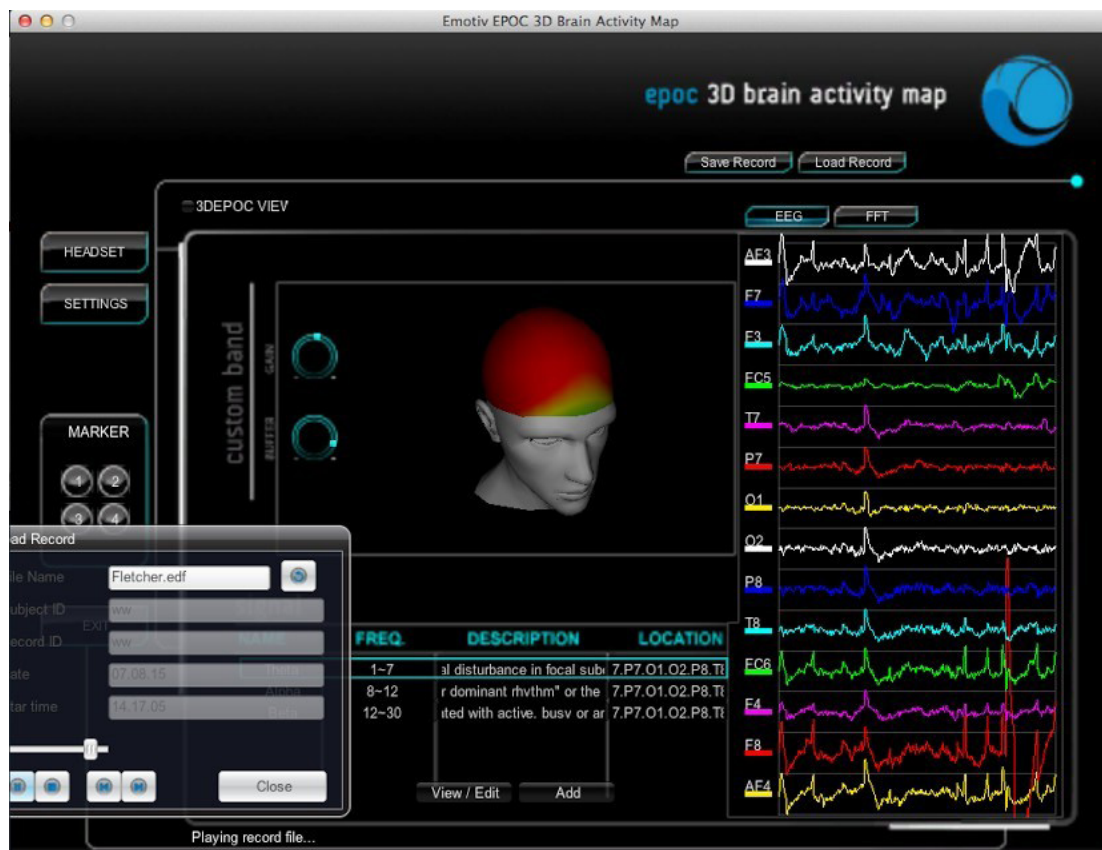 Emotiv EPOC 3D Brain Activity Map
epoc 3D brain activity map
Save Record
Load Record
3DEPOC VIEW
EEG
FFT
HEADSET
SETTINGS
custom band
GAIN
BUFFER
MARKER
1
2
3
4
AF3
F7
F3
FC5
T7
P7
O1
O2
P8
T8
FC6
F4
F8
AF4
ad Record
ile Name
Fletcher.edf
ubject ID
ww
EXIT
ecord ID
ww
ate
07.08.15
tar time
14.17.05
Close
NAME
FREQ.
DESCRIPTION
LOCATION
Theta
1~7
al disturbance in focal sub
7.P7.O1.O2.P8.T8
Alpha
8~12
r dominant rhythm" or the
7.P7.O1.O2.P8.T8
Beta
12~30
ated with active, busy or an
7.P7.O1.O2.P8.T8
View / Edit
Add
Playing record file...